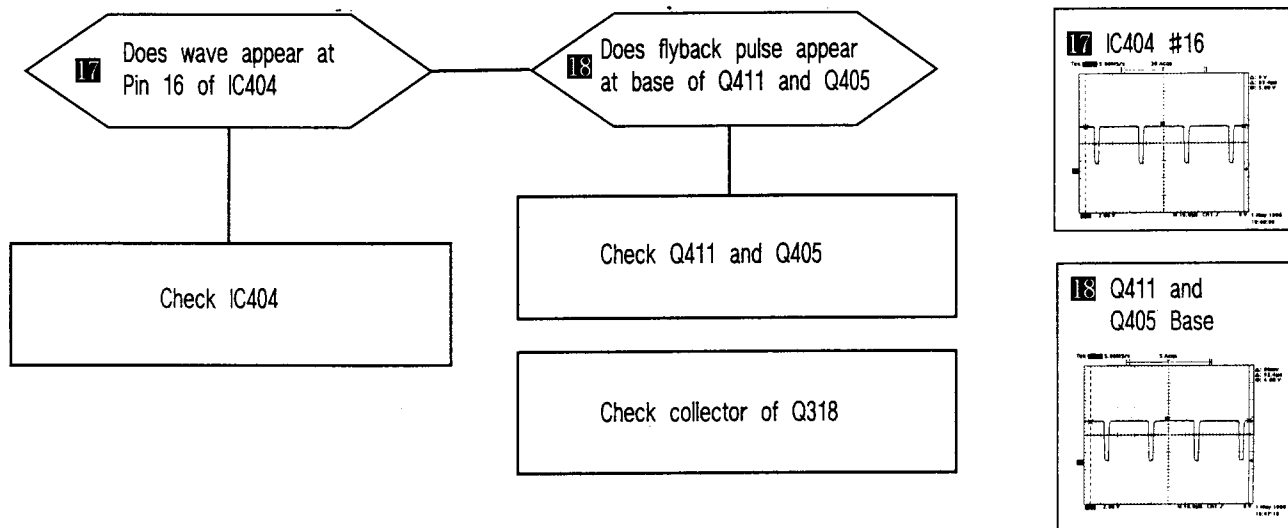 17 Does wave appear at
Pin 16 of IC404
18 Does flyback pulse appear
at base of Q411 and Q405
Check IC404
Check Q411 and Q405
Check collector of Q318
17 IC404 #16
18 Q411 and
Q405 Base